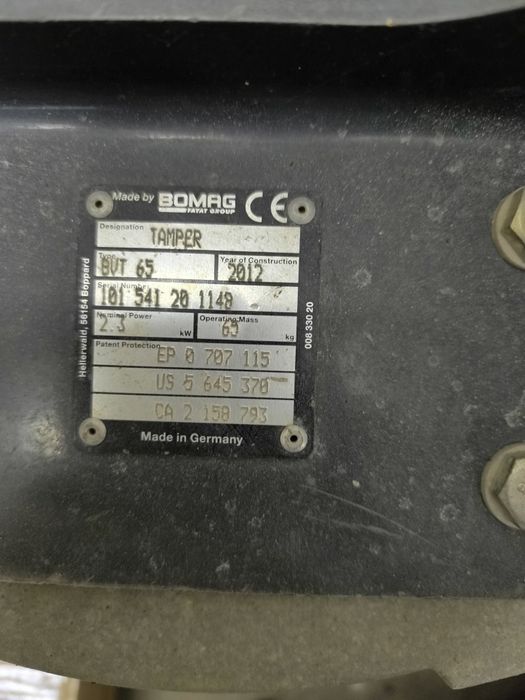 Made by BOMAG CE
FAYAT GROUP
Designation
TAMPER
Type Year of Construction
BVT 65 2012
Serial Number
101 541 20 1148
Nominal Power Operating Mass
2.3 kW 65 kg
Patent Protection
EP 0 707 115
US 5 645 370
CA 2 158 793
Made in Germany
Hellerwald, 56154 Boppard
008 330 20